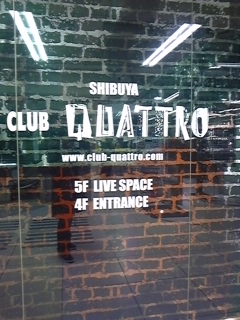 SHIBUYA
CLUB QUATTRO
www.club-quattro.com
5F LIVE SPACE
4F ENTRANCE